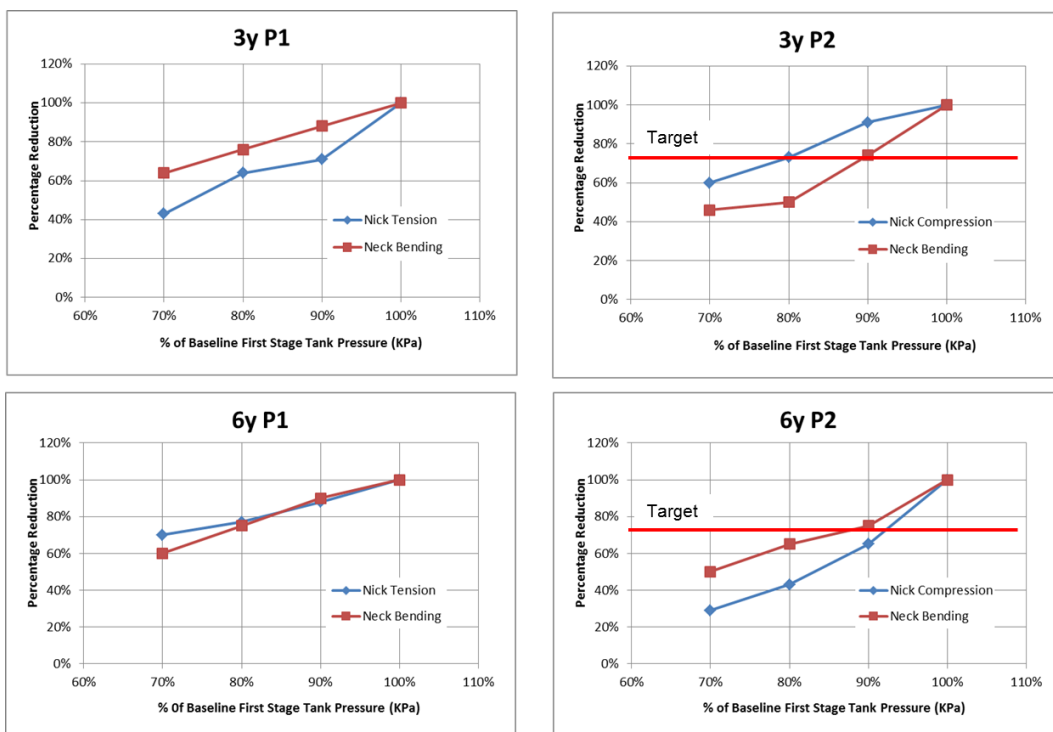 3y P1
120%
100%
80%
60%
40%
20%
0%
Percentage Reduction
Nick Tension
Neck Bending
60% 70% 80% 90% 100% 110%
% of Baseline First Stage Tank Pressure (KPa)
3y P2
120%
100%
80%
60%
40%
20%
0%
Percentage Reduction
Target
Nick Compression
Neck Bending
60% 70% 80% 90% 100% 110%
% of Baseline First Stage Tank Pressure (KPa)
6y P1
120%
100%
80%
60%
40%
20%
0%
Percentage Reduction
Nick Tension
Neck Bending
60% 70% 80% 90% 100% 110%
% 0f Baseline First Stage Tank Pressure (KPa)
6y P2
120%
100%
80%
60%
40%
20%
0%
Percentage Reduction
Target
Nick Compression
Neck Bending
60% 70% 80% 90% 100% 110%
% of Baseline First Stage Tank Pressure (KPa)